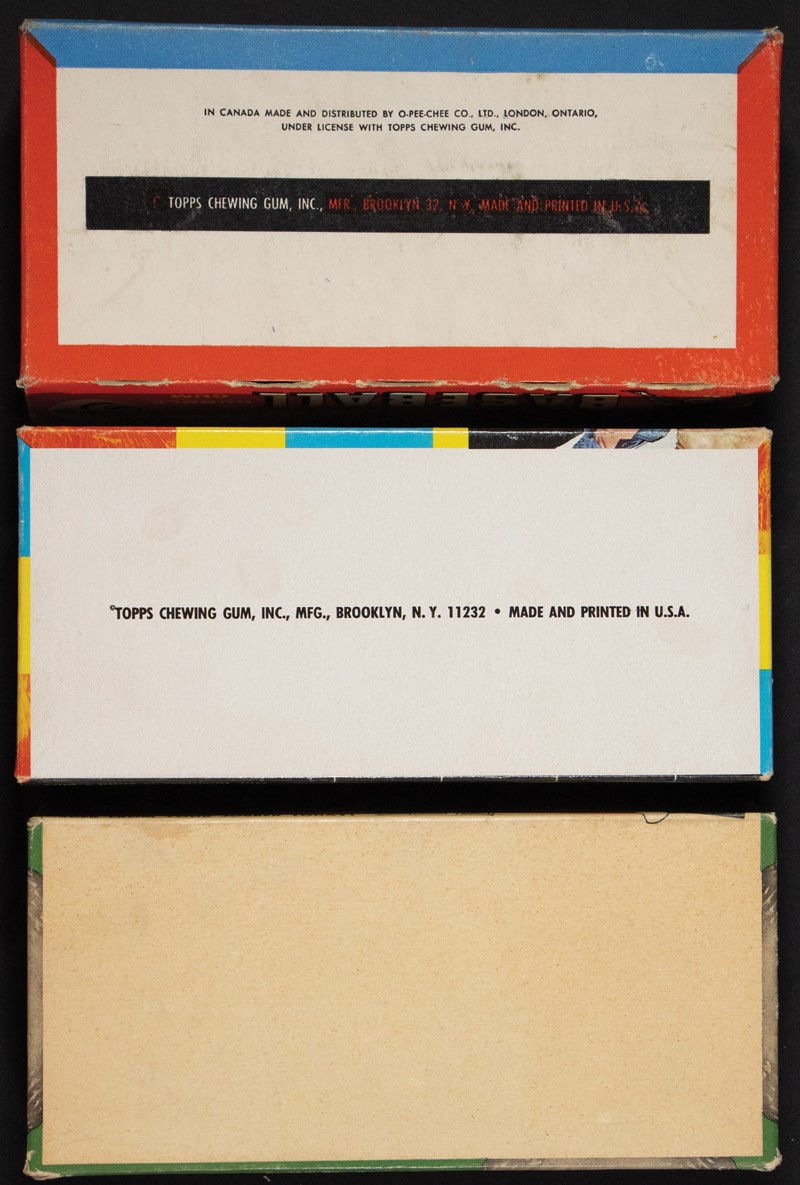 IN CANADA MADE AND DISTRIBUTED BY O-PEE-CHEE CO., LTD., LONDON, ONTARIO,
UNDER LICENSE WITH TOPPS CHEWING GUM, INC.
© TOPPS CHEWING GUM, INC., MFR., BROOKLYN 32, N. Y. MADE AND PRINTED IN U.S.A.
BASEBALL
GUM
©TOPPS CHEWING GUM, INC., MFG., BROOKLYN, N. Y. 11232 • MADE AND PRINTED IN U.S.A.